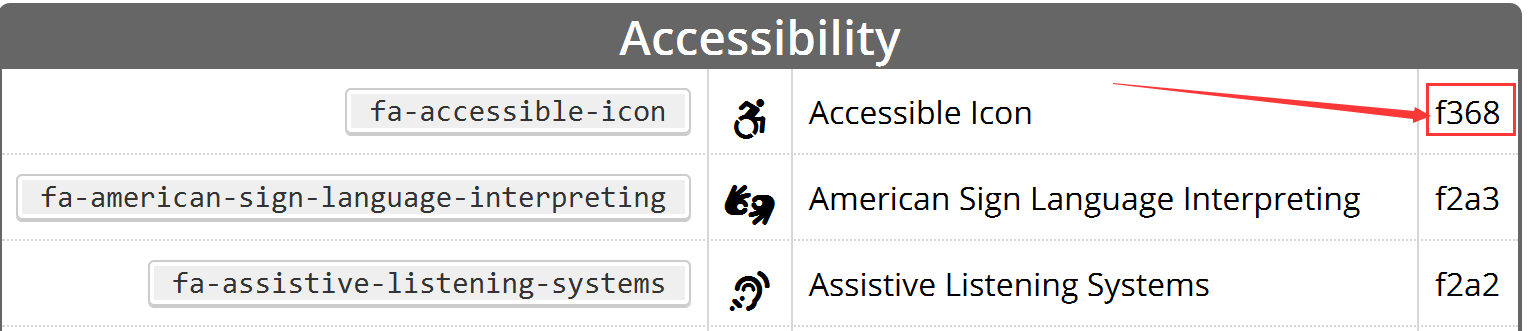 Accessibility
fa-accessible-icon Accessible Icon f368
fa-american-sign-language-interpreting American Sign Language Interpreting f2a3
fa-assistive-listening-systems Assistive Listening Systems f2a2